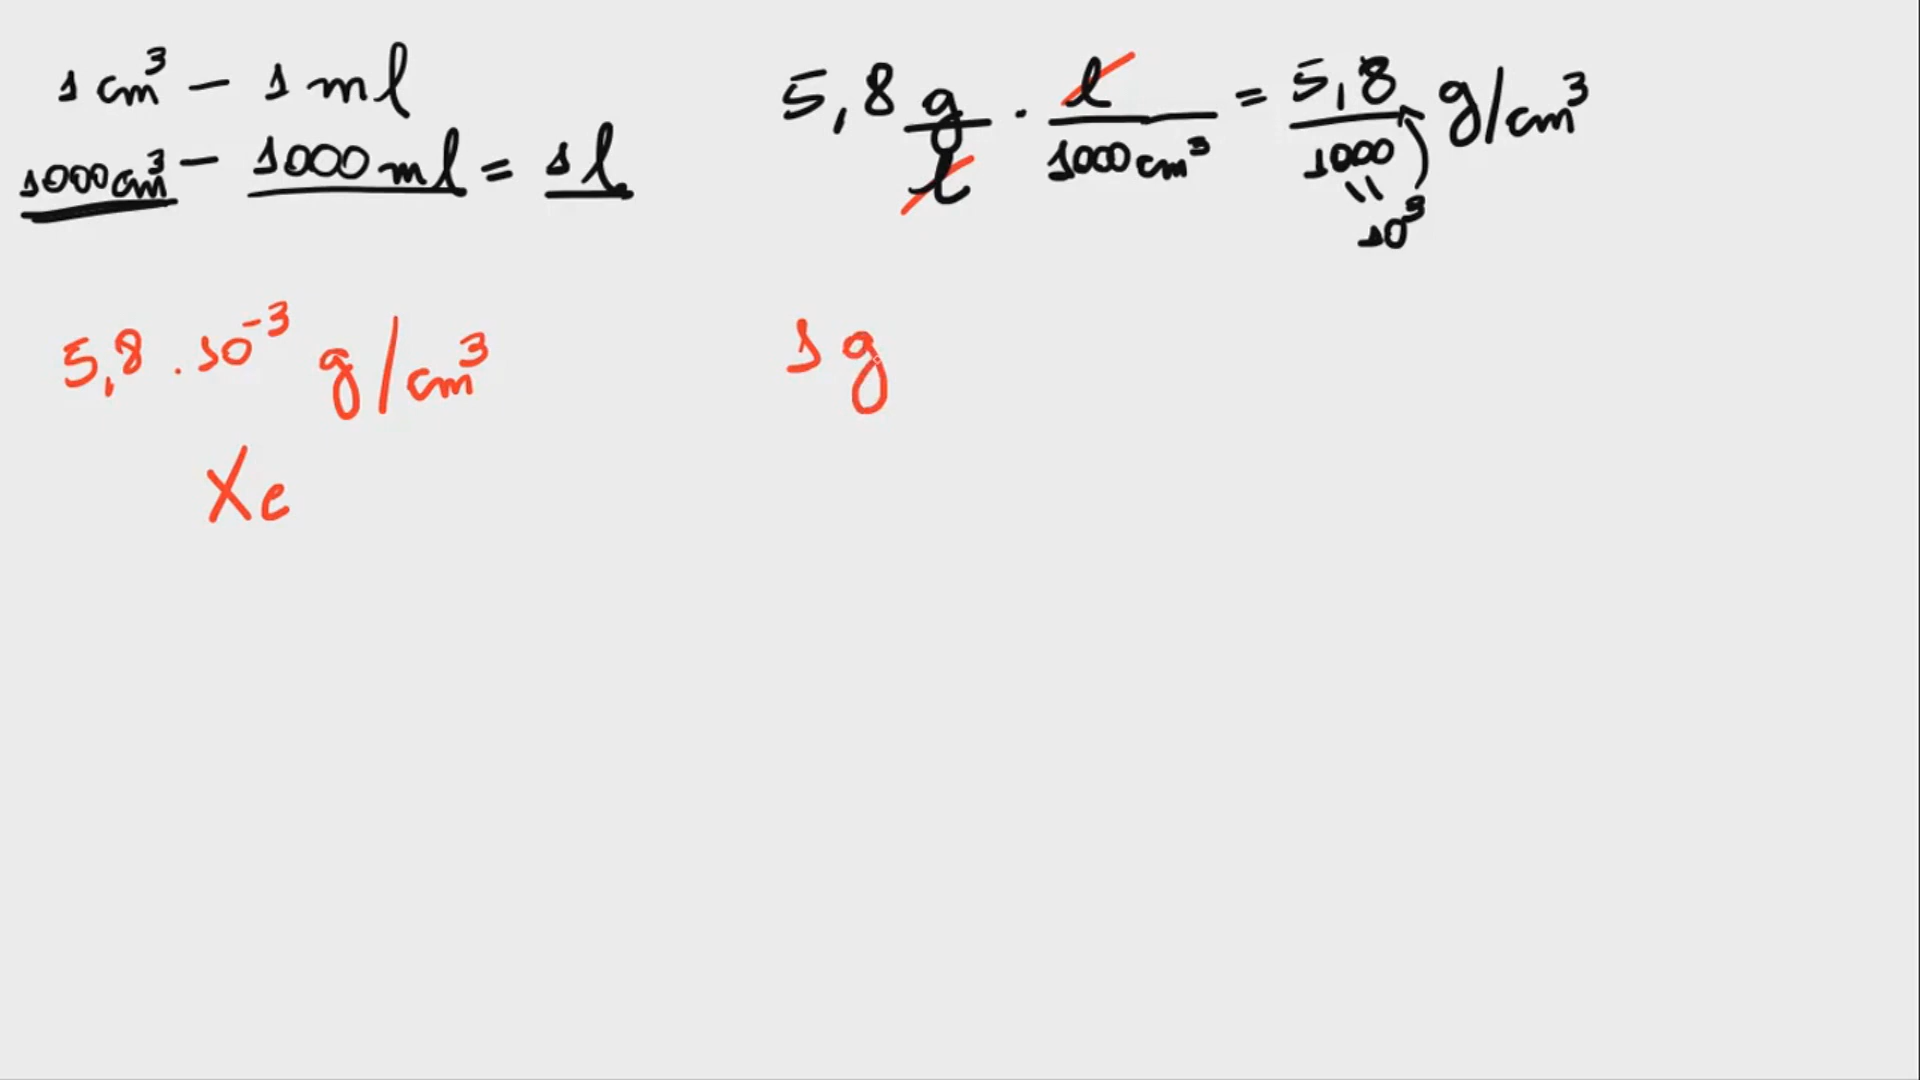 1 cm³ – 1 ml
1000 cm³ – 1000 ml = 1 l
5,8 g/l · l/1000 cm³ = 5,8/1000 g/cm³
"
10³
5,8 . 10⁻³ g/cm³
1 g
Xe